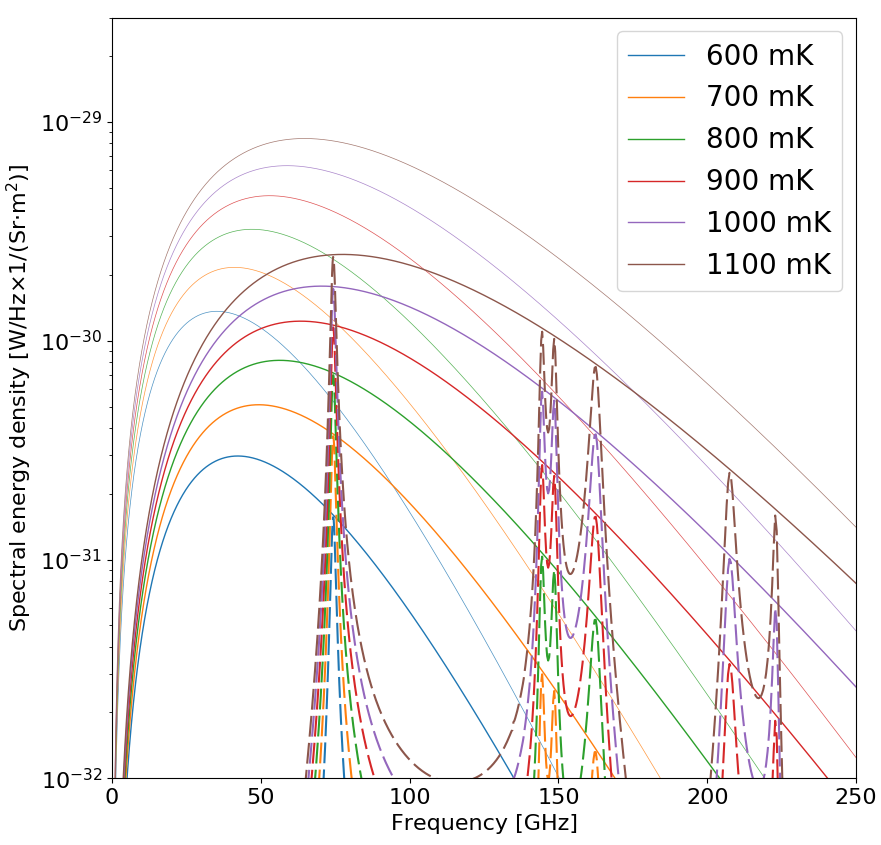 Spectral energy density [W/Hz×1/(Sr·m²)]
10⁻²⁹
10⁻³⁰
10⁻³¹
10⁻³²
600 mK
700 mK
800 mK
900 mK
1000 mK
1100 mK
0 50 100 150 200 250
Frequency [GHz]